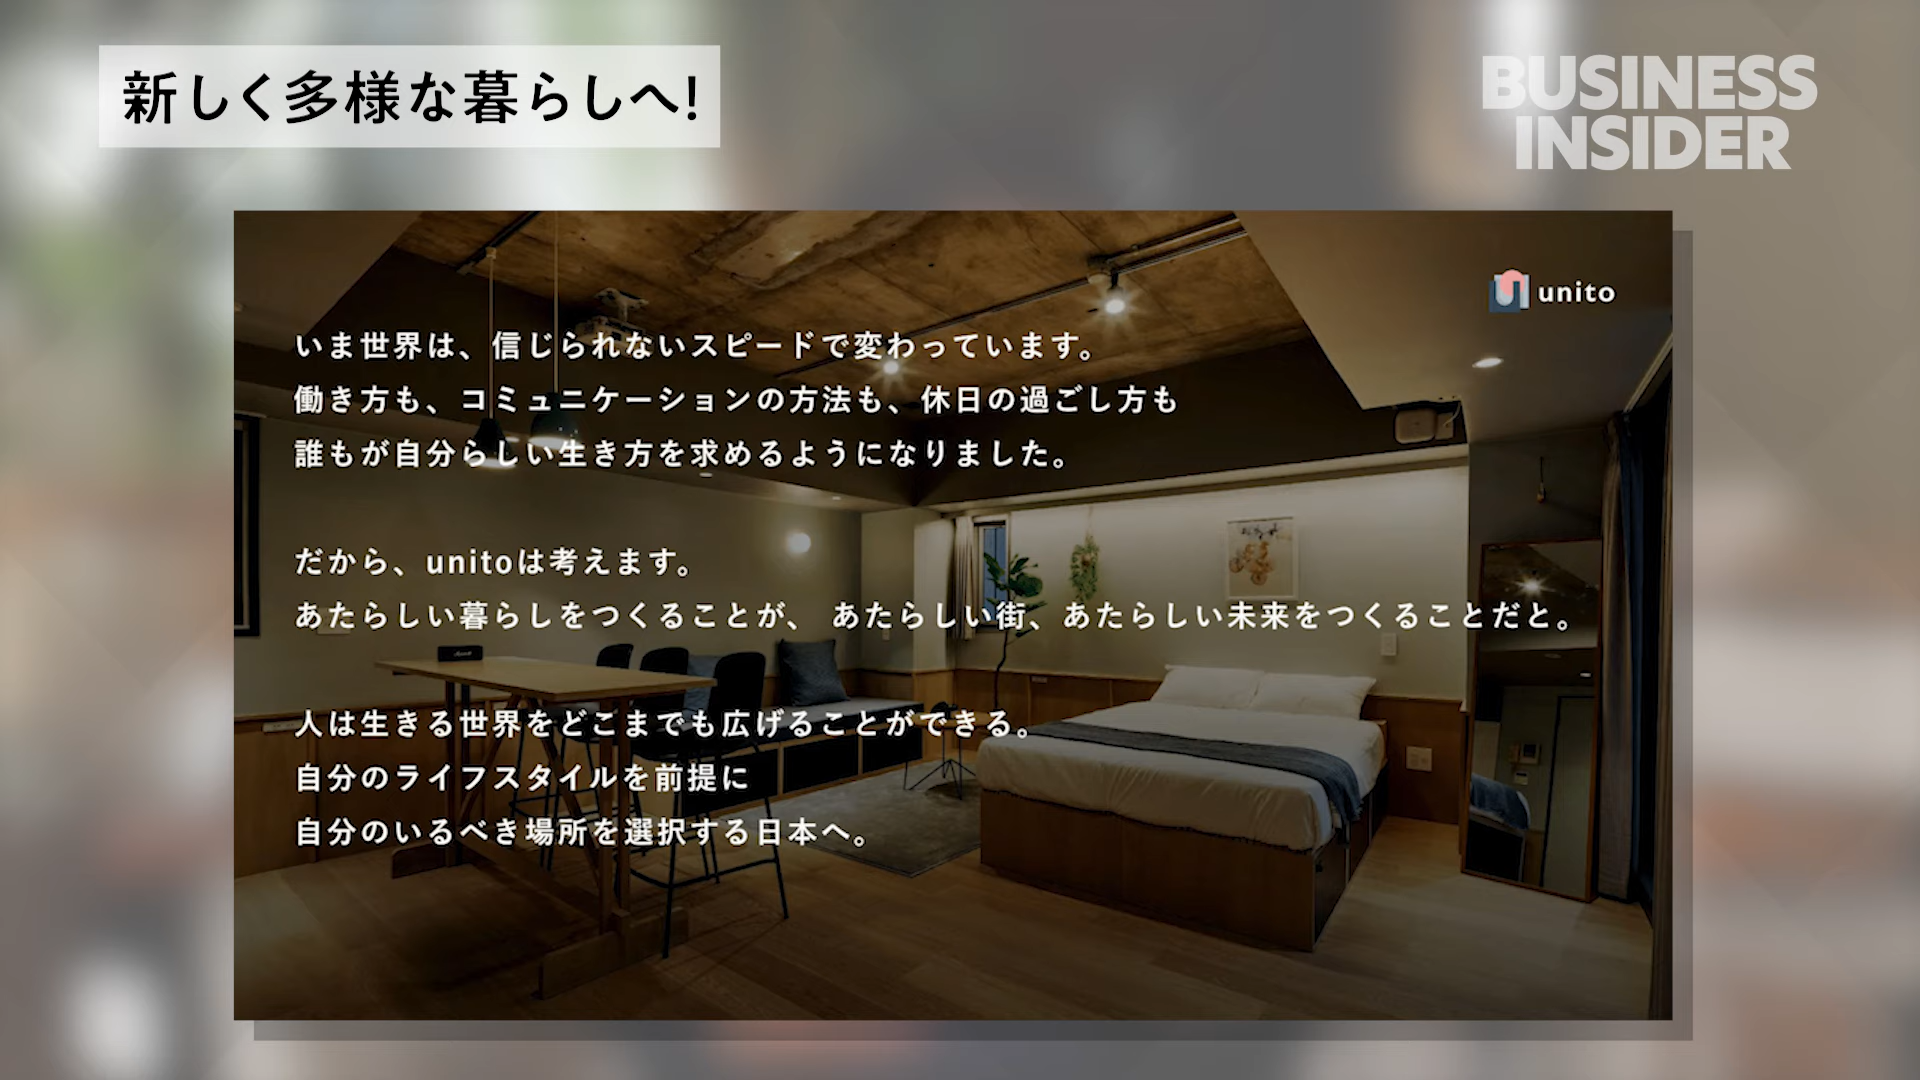 新しく多様な暮らしへ!
BUSINESS
INSIDER
unito
いま世界は、信じられないスピードで変わっています。
働き方も、コミュニケーションの方法も、休日の過ごし方も
誰もが自分らしい生き方を求めるようになりました。
だから、unitoは考えます。
あたらしい暮らしをつくることが、 あたらしい街、あたらしい未来をつくることだと。
人は生きる世界をどこまでも広げることができる。
自分のライフスタイルを前提に
自分のいるべき場所を選択する日本へ。